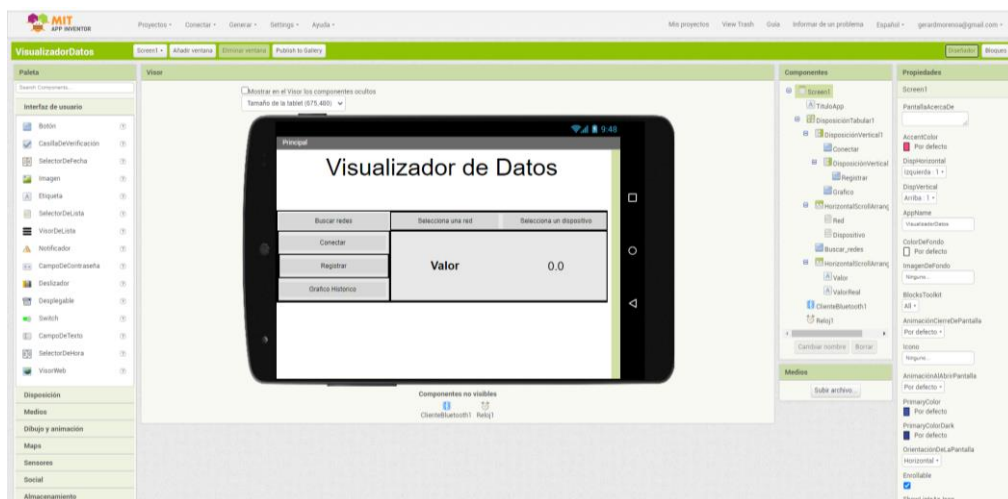 MIT
APP INVENTOR
Proyectos
Conectar
Generar
Settings
Ayuda
Mis proyectos
View Trash
Guía
Informar de un problema
Español
VisualizadorDatos
Screen1
Añadir ventana
Eliminar ventana
Publish to Gallery
Diseñador
Bloques
Paleta
Search Components...
Interfaz de usuario
Botón
CasillaDeVerificación
SelectorDeFecha
Imagen
Etiqueta
SelectorDeLista
VisorDeLista
Notificador
CampoDeContraseña
Deslizador
Desplegable
Switch
CampoDeTexto
SelectorDeHora
VisorWeb
Disposición
Medios
Dibujo y animación
Maps
Sensores
Social
Almacenamiento
Visor
Mostrar en el Visor los componentes ocultos
Tamaño de la tablet (675,480)
9:48
Principal
Visualizador de Datos
Buscar redes
Selecciona una red
Selecciona un dispositivo
Conectar
Registrar
Grafico Historico
Valor
0.0
Componentes no visibles
ClienteBluetooth1
Reloj1
Componentes
Screen1
TituloApp
DisposiciónTabular1
DisposiciónVertical1
Conectar
DisposiciónVertical
Registrar
Grafico
HorizontalScrollArrang
Red
Dispositivo
Buscar_redes
HorizontalScrollArrang
Valor
ValorReal
ClienteBluetooth1
Reloj1
Cambiar nombre
Borrar
Medios
Subir archivo...
Propiedades
Screen1
PantallaAcercaDe
AccentColor
Por defecto
DispHorizontal
Izquierda : 1
DispVertical
Arriba : 1
AppName
VisualizadorDatos
ColorDeFondo
Por defecto
ImagenDeFondo
Ninguno...
BlocksToolkit
All
AnimaciónCierreDePantalla
Por defecto
Icono
Ninguno...
AnimaciónAlAbrirPantalla
Por defecto
PrimaryColor
Por defecto
PrimaryColorDark
Por defecto
OrientaciónDeLaPantalla
Horizontal
Enrollable